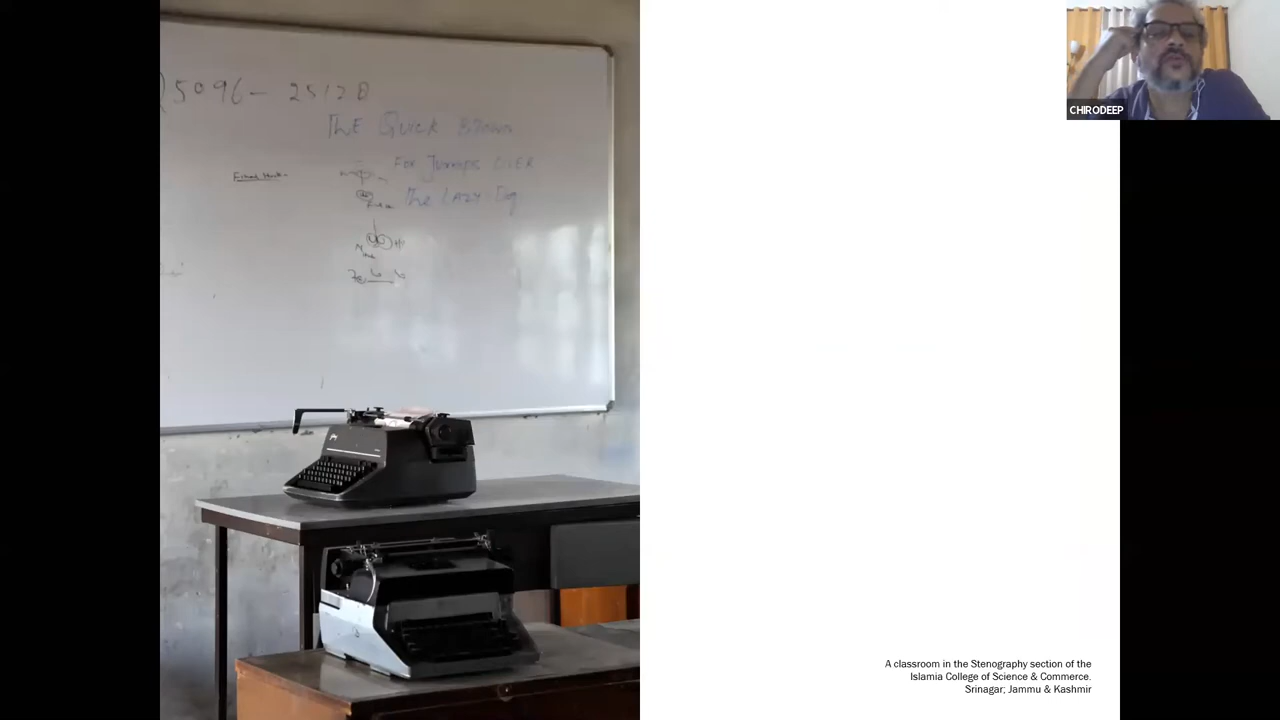 25096- 25128
THE Quick Brown
Fox Jumps OVER
The LAZY Dog
CHIRODEEP
A classroom in the Stenography section of the
Islamia College of Science & Commerce.
Srinagar; Jammu & Kashmir